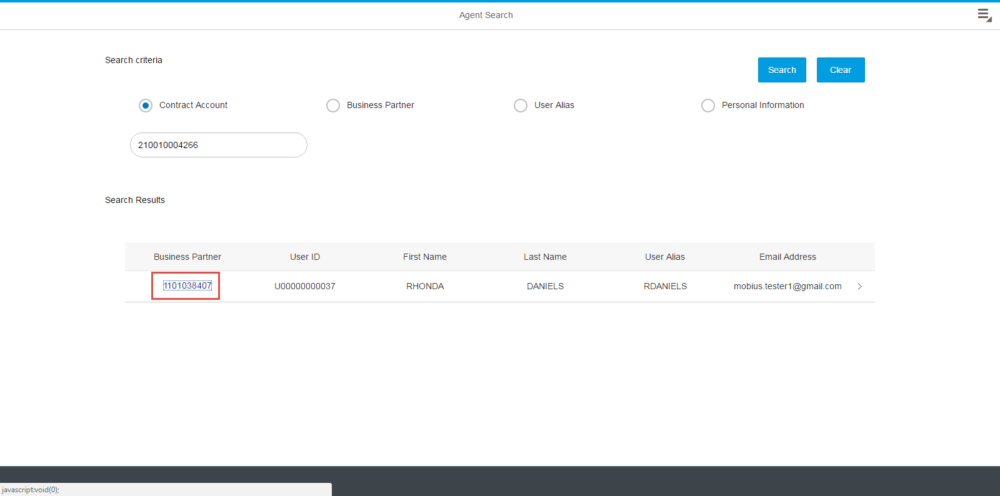 Agent Search
Search criteria
Search Clear
Contract Account Business Partner User Alias Personal Information
210010004266
Search Results
Business Partner User ID First Name Last Name User Alias Email Address
1101038407 U00000000037 RHONDA DANIELS RDANIELS mobius.tester1@gmail.com
javascript:void(0);